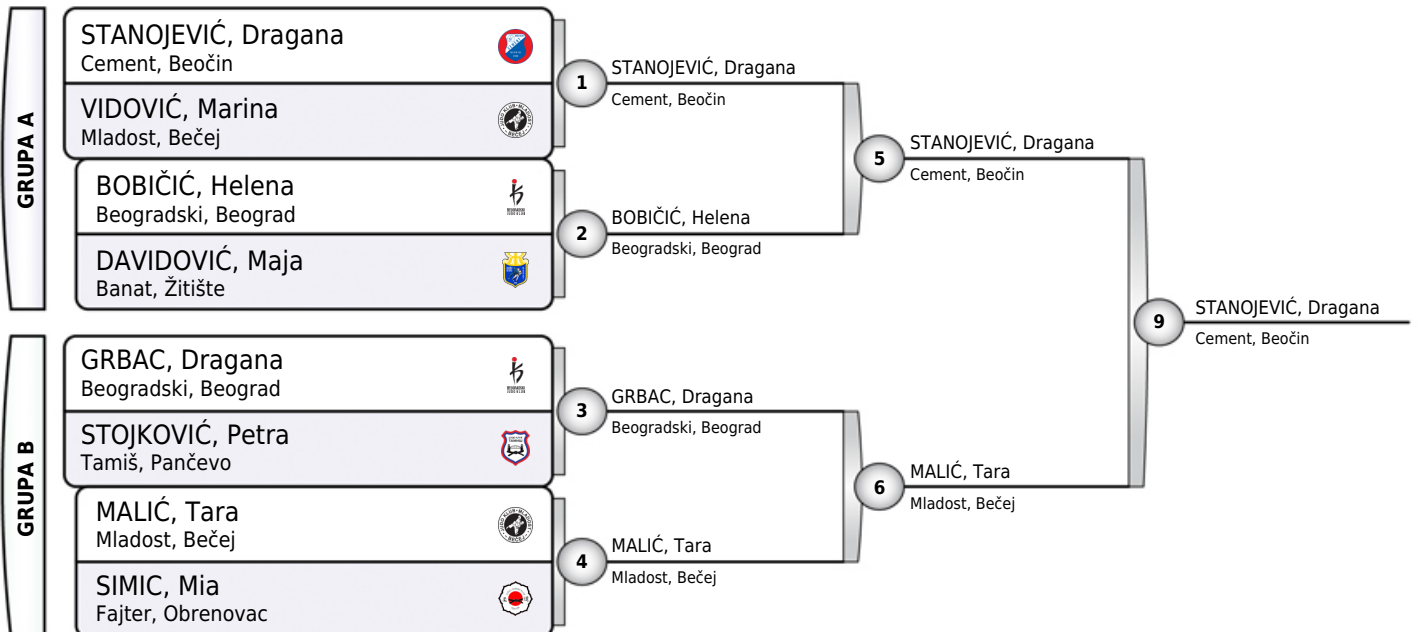 GRUPA A
STANOJEVIĆ, Dragana
Cement, Beočin
VIDOVIĆ, Marina
Mladost, Bečej
BOBIČIĆ, Helena
Beogradski, Beograd
DAVIDOVIĆ, Maja
Banat, Žitište
1
STANOJEVIĆ, Dragana
Cement, Beočin
2
BOBIČIĆ, Helena
Beogradski, Beograd
5
STANOJEVIĆ, Dragana
Cement, Beočin
GRUPA B
GRBAC, Dragana
Beogradski, Beograd
STOJKOVIĆ, Petra
Tamiš, Pančevo
MALIĆ, Tara
Mladost, Bečej
SIMIC, Mia
Fajter, Obrenovac
3
GRBAC, Dragana
Beogradski, Beograd
4
MALIĆ, Tara
Mladost, Bečej
6
MALIĆ, Tara
Mladost, Bečej
9
STANOJEVIĆ, Dragana
Cement, Beočin